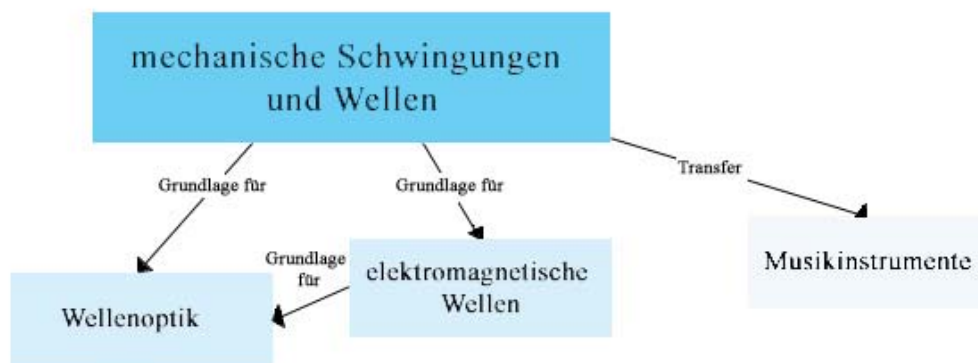 mechanische Schwingungen
und Wellen
Grundlage für
Grundlage für
Transfer
Grundlage
für
elektromagnetische
Wellen
Musikinstrumente
Wellenoptik